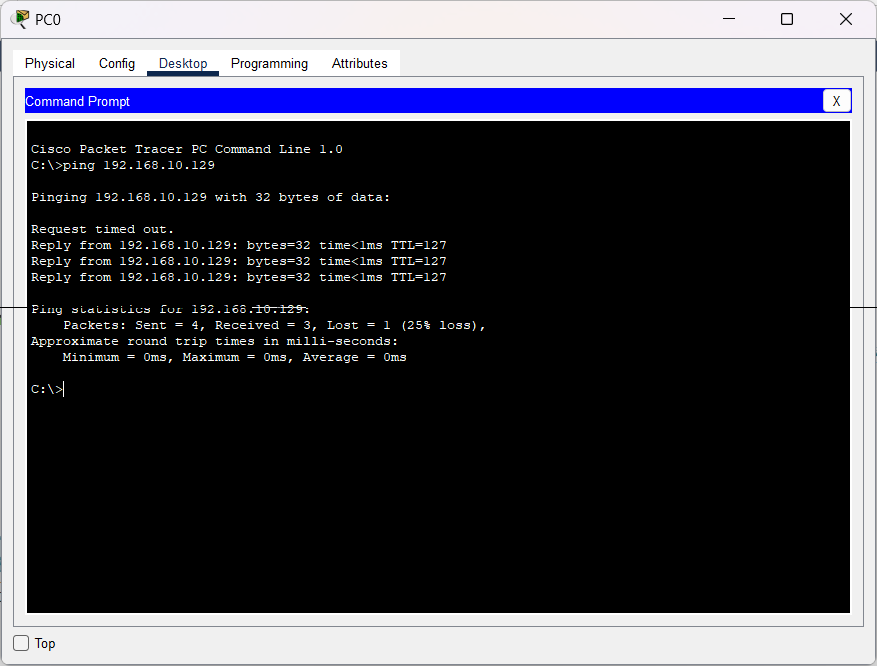 PC0
Physical Config Desktop Programming Attributes
Command Prompt
X
Cisco Packet Tracer PC Command Line 1.0
C:\>ping 192.168.10.129
Pinging 192.168.10.129 with 32 bytes of data:
Request timed out.
Reply from 192.168.10.129: bytes=32 time<1ms TTL=127
Reply from 192.168.10.129: bytes=32 time<1ms TTL=127
Reply from 192.168.10.129: bytes=32 time<1ms TTL=127
Ping statistics for 192.168.10.129:
Packets: Sent = 4, Received = 3, Lost = 1 (25% loss),
Approximate round trip times in milli-seconds:
Minimum = 0ms, Maximum = 0ms, Average = 0ms
C:\>
Top